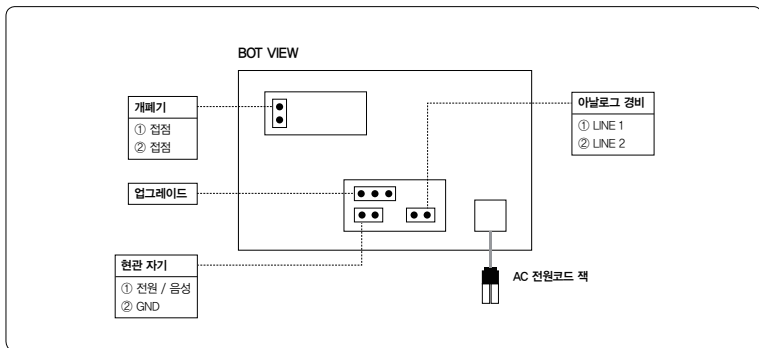 BOT VIEW
개폐기
① 접점
② 접점
아날로그 경비
① LINE 1
② LINE 2
업그레이드
현관 자기
① 전원 / 음성
② GND
AC 전원코드 잭